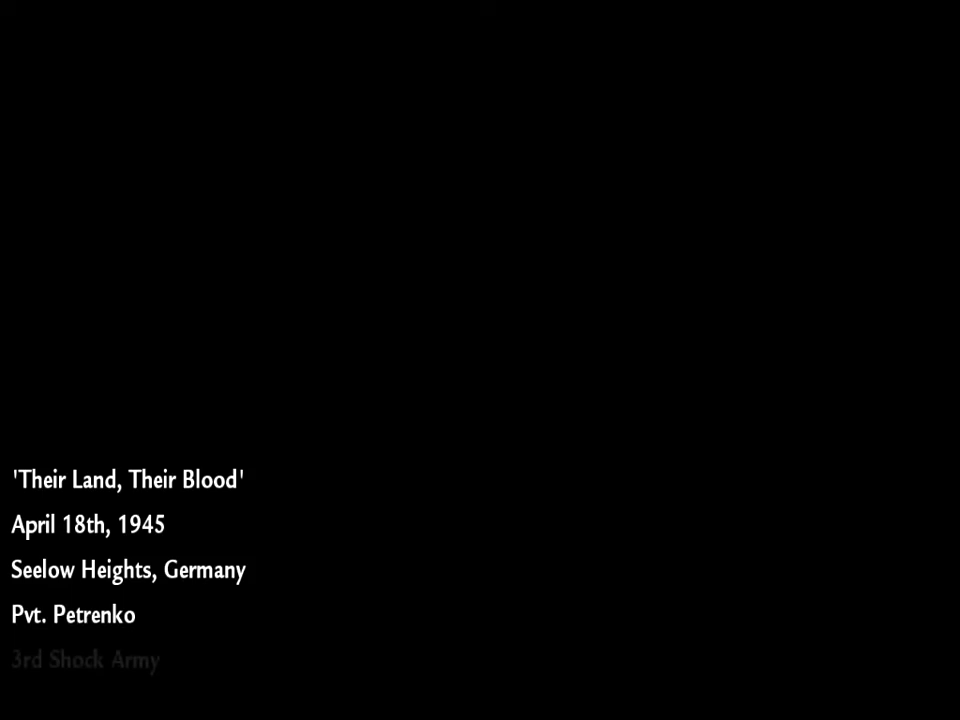 'Their Land, Their Blood'
April 18th, 1945
Seelow Heights, Germany
Pvt. Petrenko
3rd Shock Army